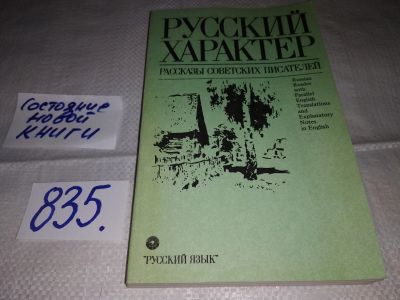 РУССКИЙ
ХАРАКТЕР
РАССКАЗЫ СОВЕТСКИХ ПИСАТЕЛЕЙ
Russian
Reader
with
Parallel
English
Translations
and
Explanatory
Notes
in English
"РУССКИЙ ЯЗЫК"
Состояние
новой
книги
835.